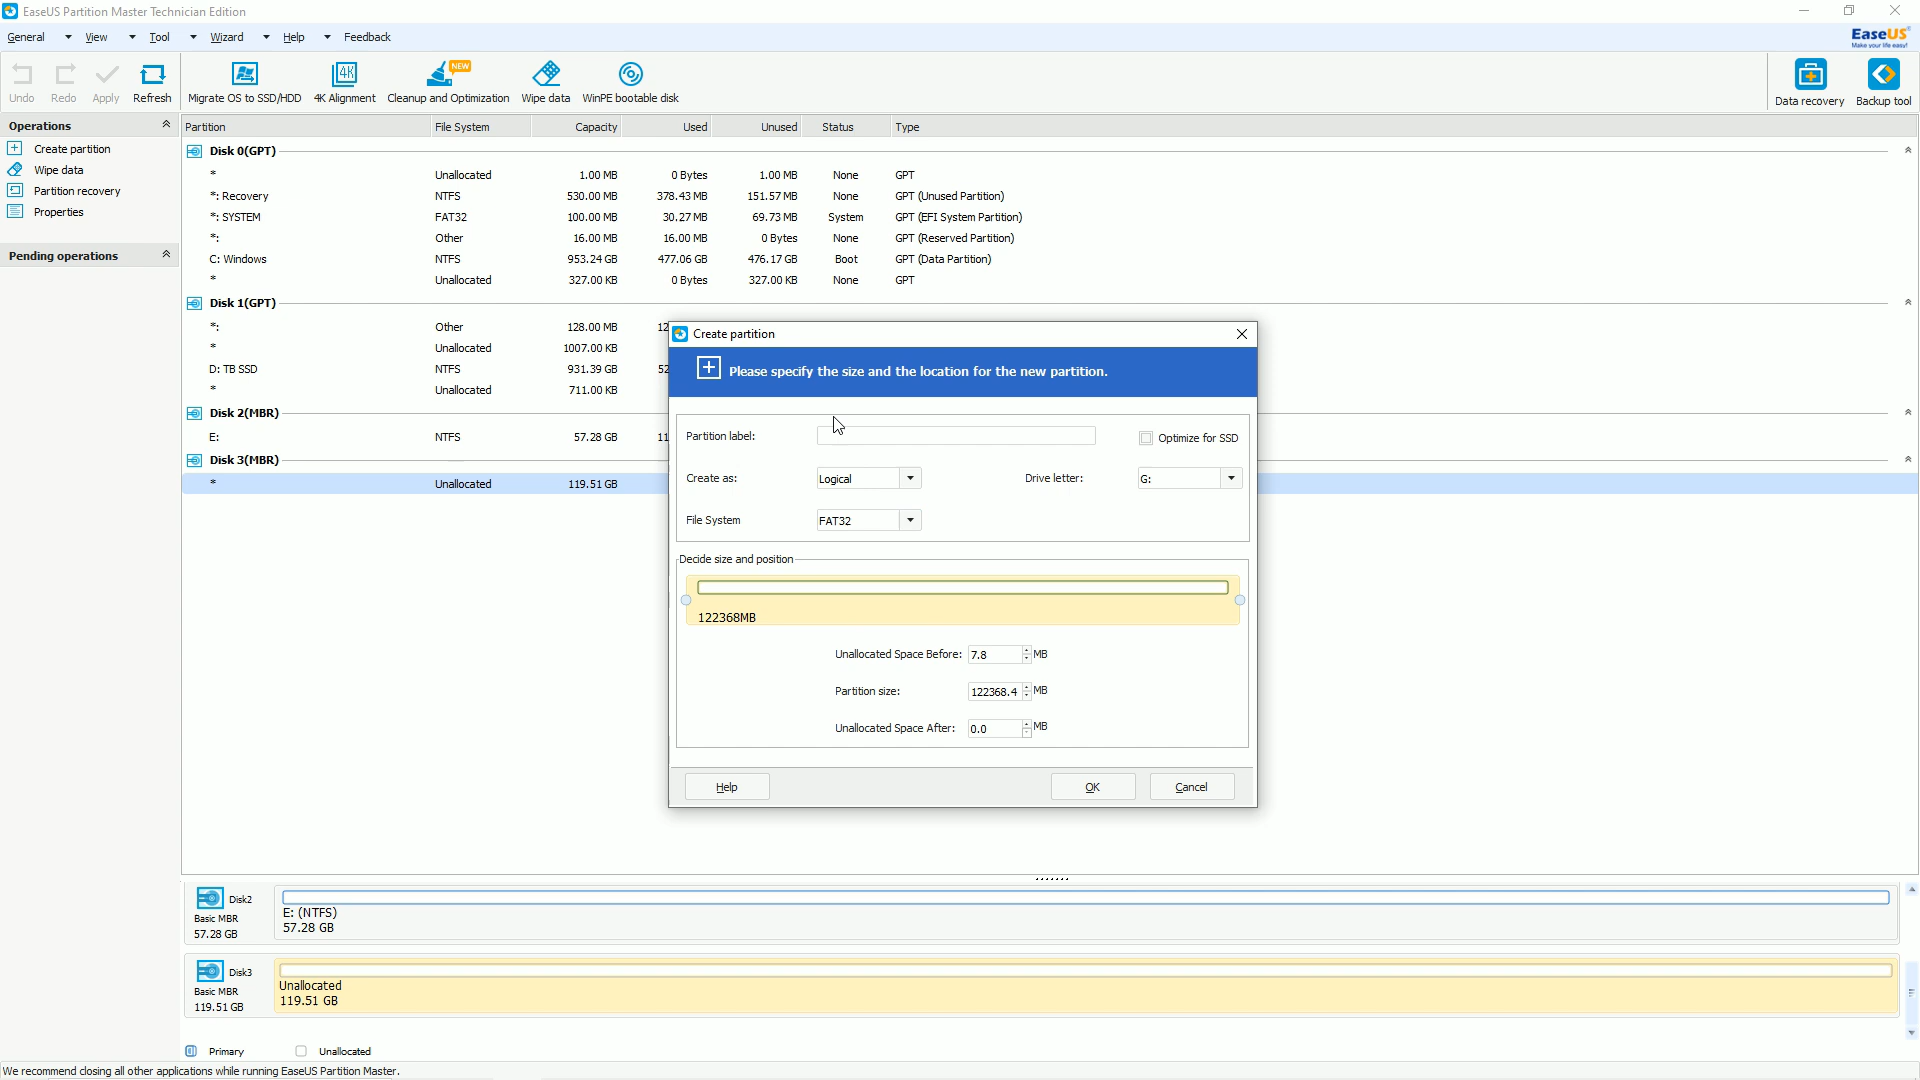 EaseUS Partition Master Technician Edition
General View Tool Wizard Help Feedback
EaseUS
Make your life easy!
Undo Redo Apply Refresh Migrate OS to SSD/HDD 4K Alignment Cleanup and Optimization Wipe data WinPE bootable disk Data recovery Backup tool
4K
NEW
Operations
Create partition
Wipe data
Partition recovery
Properties
Pending operations
Partition File System Capacity Used Unused Status Type
Disk 0(GPT)
* Unallocated 1.00 MB 0 Bytes 1.00 MB None GPT
*: Recovery NTFS 530.00 MB 378.43 MB 151.57 MB None GPT (Unused Partition)
*: SYSTEM FAT32 100.00 MB 30.27 MB 69.73 MB System GPT (EFI System Partition)
*: Other 16.00 MB 16.00 MB 0 Bytes None GPT (Reserved Partition)
C: Windows NTFS 953.24 GB 477.06 GB 476.17 GB Boot GPT (Data Partition)
* Unallocated 327.00 KB 0 Bytes 327.00 KB None GPT
Disk 1(GPT)
*: Other 128.00 MB 12
* Unallocated 1007.00 KB
D: TB SSD NTFS 931.39 GB 52
* Unallocated 711.00 KB
Disk 2(MBR)
E: NTFS 57.28 GB 11
Disk 3(MBR)
* Unallocated 119.51 GB
Create partition
Please specify the size and the location for the new partition.
Partition label: Optimize for SSD
Create as: Logical Drive letter: G:
File System FAT32
Decide size and position
122368MB
Unallocated Space Before: 7.8 MB
Partition size: 122368.4 MB
Unallocated Space After: 0.0 MB
Help OK Cancel
Disk2
Basic MBR
57.28 GB
E: (NTFS)
57.28 GB
Disk3
Basic MBR
119.51 GB
Unallocated
119.51 GB
Primary Unallocated
We recommend closing all other applications while running EaseUS Partition Master.